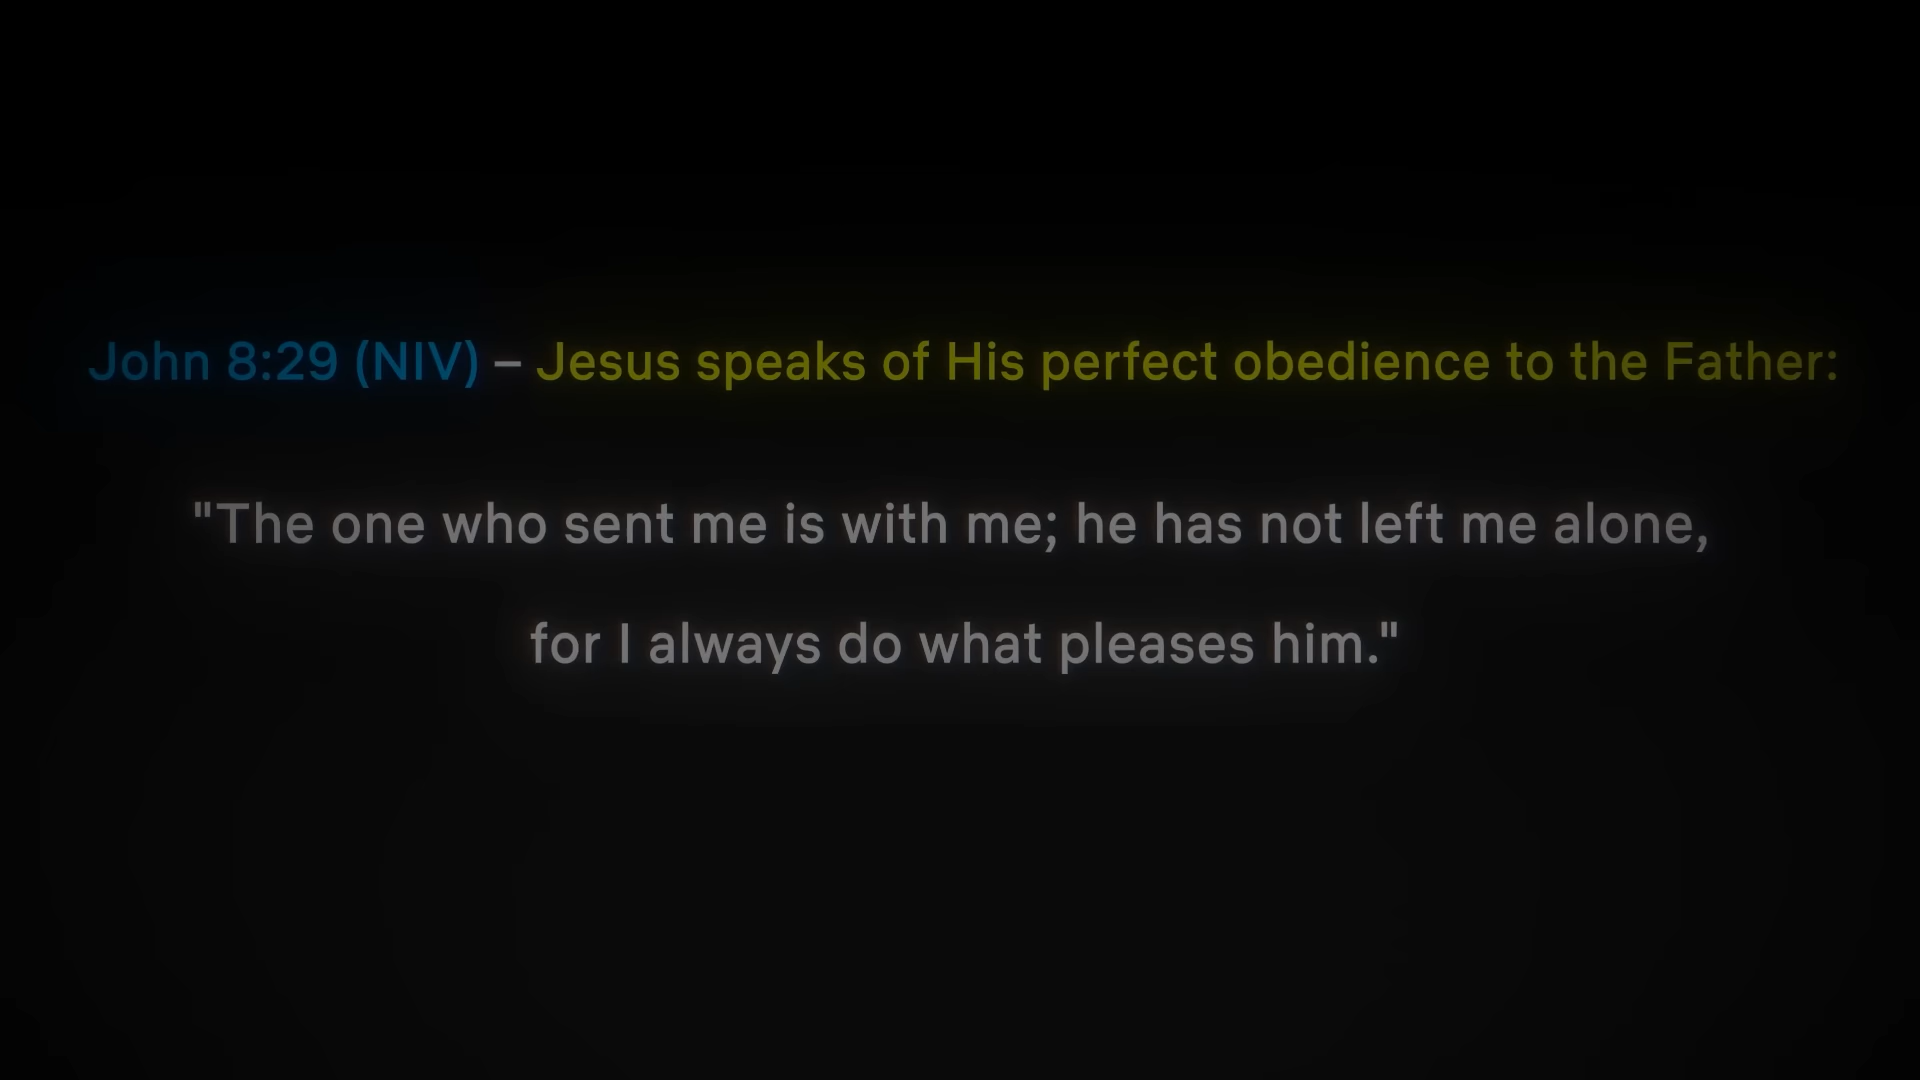 John 8:29 (NIV) – Jesus speaks of His perfect obedience to the Father:
"The one who sent me is with me; he has not left me alone,
for I always do what pleases him."